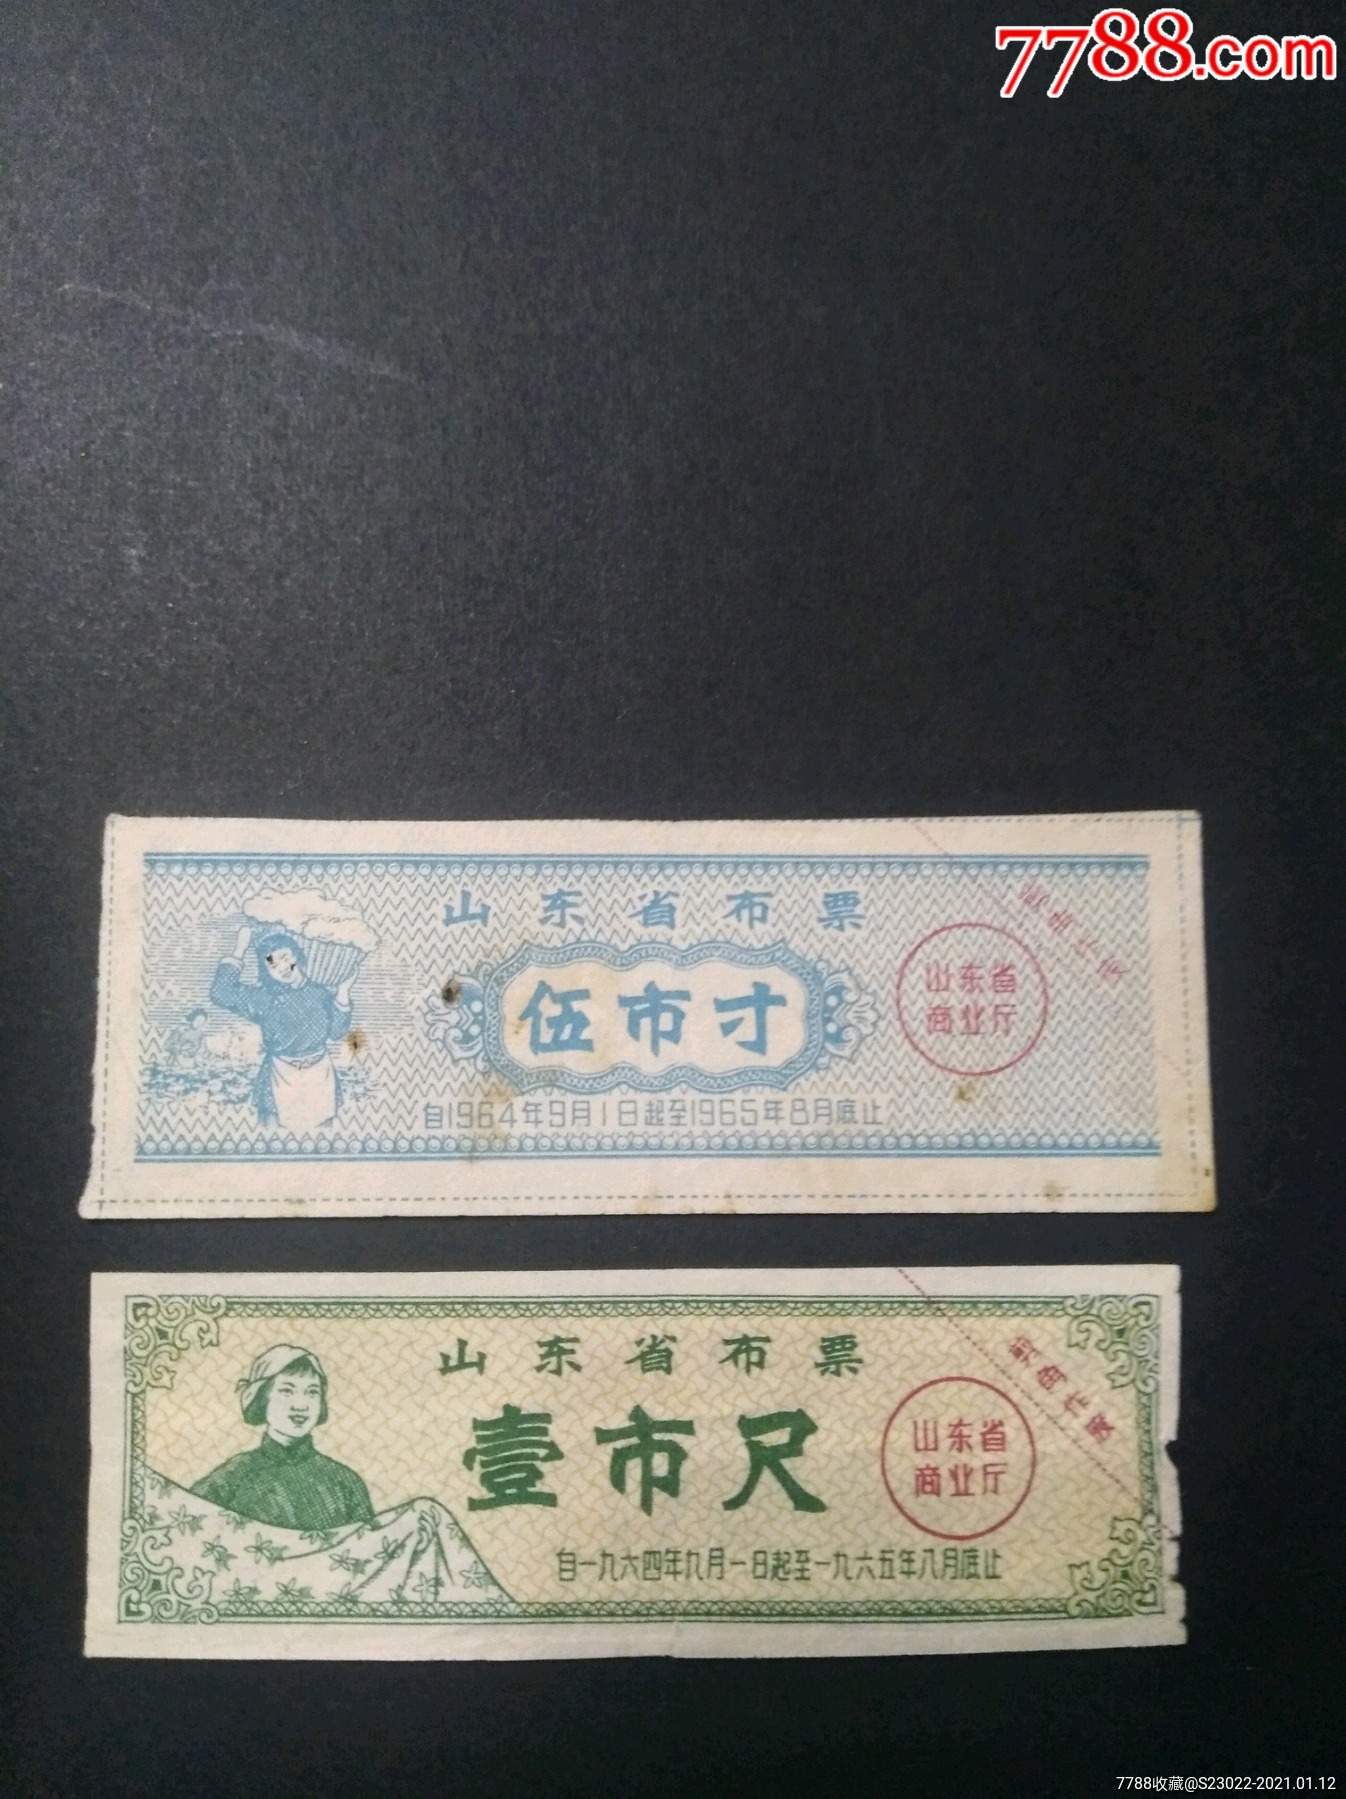 7788.com
山东省布票
伍市寸
山东省
商业厅
自1964年9月1日起至1965年8月底止
山东省布票
壹市尺
剪角作废
山东省
商业厅
自一九六四年九月一日起至一九六五年八月底止
7788收藏@S23022-2021.01.12